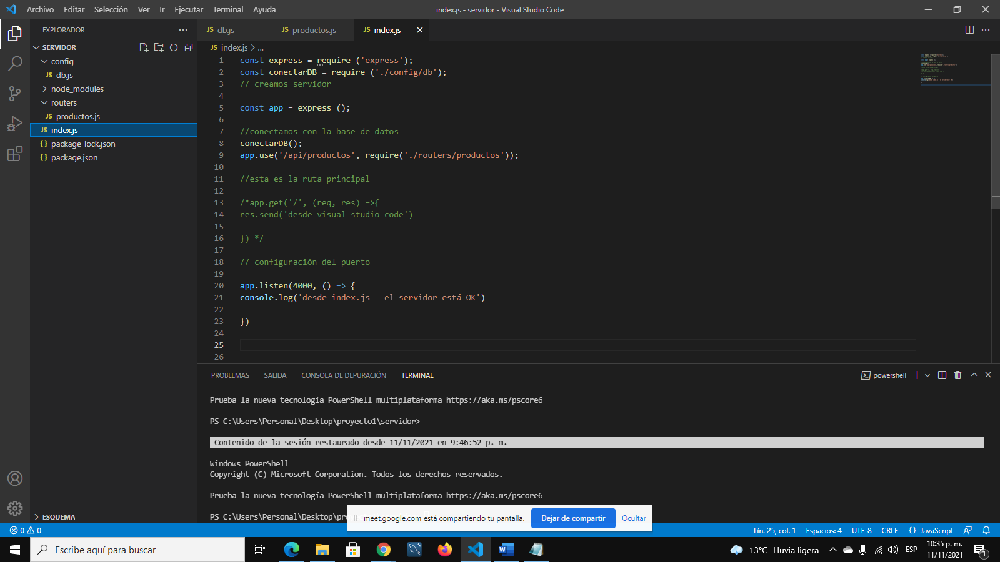 Archivo Editar Selección Ver Ir Ejecutar Terminal Ayuda
index.js - servidor - Visual Studio Code
EXPLORADOR
SERVIDOR
config
JS db.js
node_modules
routers
JS productos.js
JS index.js
{} package-lock.json
{} package.json
ESQUEMA
JS db.js
JS productos.js
JS index.js
JS index.js > ...
1 const express = require ('express');
2 const conectarDB = require ('./config/db');
3 // creamos servidor
4
5 const app = express ();
6
7 //conectamos con la base de datos
8 conectarDB();
9 app.use('/api/productos', require('./routers/productos'));
10
11 //esta es la ruta principal
12
13 /*app.get('/', (req, res) =>{
14 res.send('desde visual studio code')
15
16 }) */
17
18 // configuración del puerto
19
20 app.listen(4000, () => {
21 console.log('desde index.js - el servidor está OK')
22
23 })
24
25
26
PROBLEMAS SALIDA CONSOLA DE DEPURACIÓN TERMINAL
powershell
Prueba la nueva tecnología PowerShell multiplataforma https://aka.ms/pscore6
PS C:\Users\Personal\Desktop\proyecto1\servidor>
Contenido de la sesión restaurado desde 11/11/2021 en 9:46:52 p. m.
Windows PowerShell
Copyright (C) Microsoft Corporation. Todos los derechos reservados.
Prueba la nueva tecnología PowerShell multiplataforma https://aka.ms/pscore6
PS C:\Users\Personal\Desktop\pro
meet.google.com está compartiendo tu pantalla. Dejar de compartir Ocultar
0 0
Lín. 25, col. 1 Espacios: 4 UTF-8 CRLF {} JavaScript
Escribe aquí para buscar
13°C Lluvia ligera
ESP
10:35 p. m.
11/11/2021
1